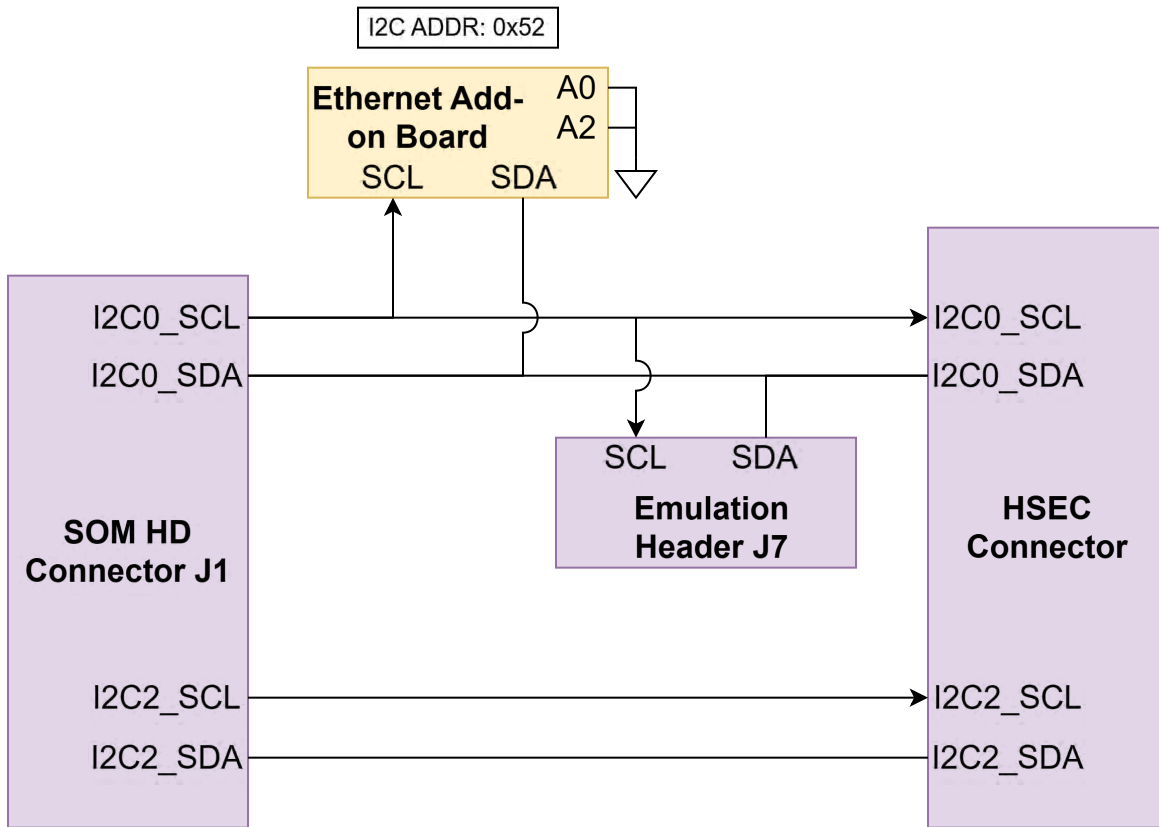 I2C ADDR: 0x52
Ethernet Add-
on Board
A0
A2
SCL
SDA
I2C0_SCL
I2C0_SDA
SOM HD
Connector J1
I2C2_SCL
I2C2_SDA
SCL
SDA
Emulation
Header J7
I2C0_SCL
I2C0_SDA
HSEC
Connector
I2C2_SCL
I2C2_SDA